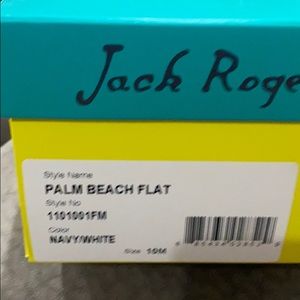 Jack Roge
Style Name
PALM BEACH FLAT
Style No
1101001FM
Color
NAVY/WHITE
Size 10M